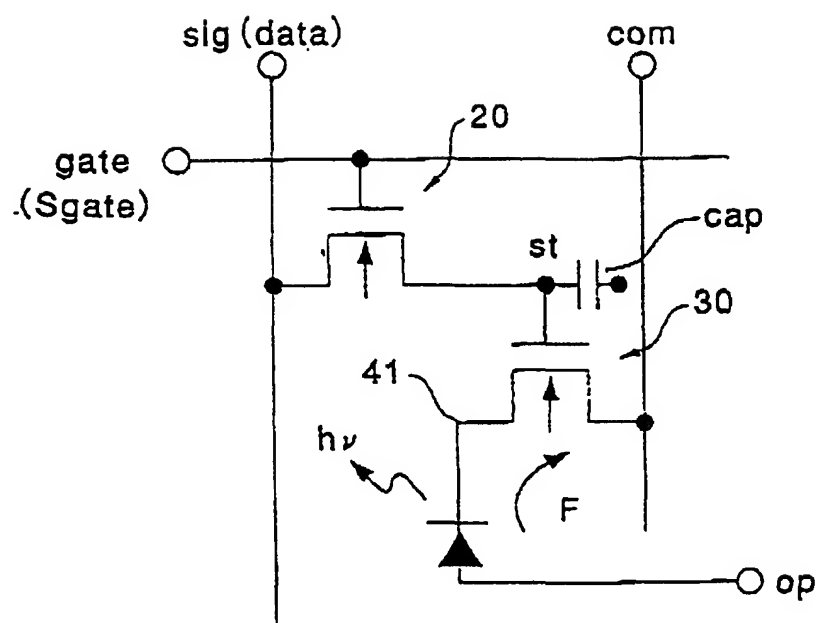 sig (data)
com
20
gate
(Sgate)
st
cap
30
41
hν
F
op